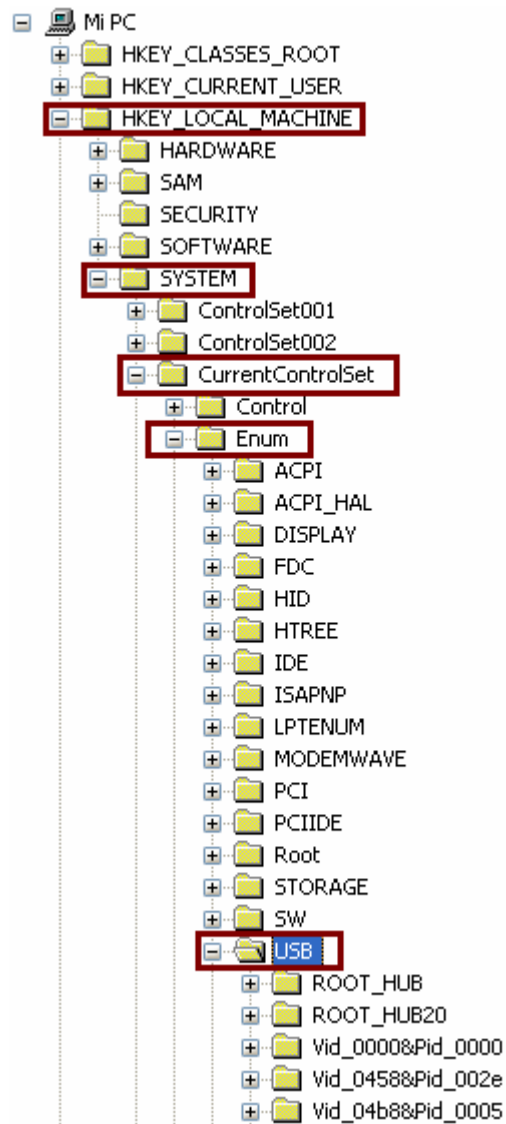 Mi PC
HKEY_CLASSES_ROOT
HKEY_CURRENT_USER
HKEY_LOCAL_MACHINE
HARDWARE
SAM
SECURITY
SOFTWARE
SYSTEM
ControlSet001
ControlSet002
CurrentControlSet
Control
Enum
ACPI
ACPI_HAL
DISPLAY
FDC
HID
HTREE
IDE
ISAPNP
LPTENUM
MODEMWAVE
PCI
PCIIDE
Root
STORAGE
SW
USB
ROOT_HUB
ROOT_HUB20
Vid_0000&Pid_0000
Vid_0458&Pid_002e
Vid_04b8&Pid_0005